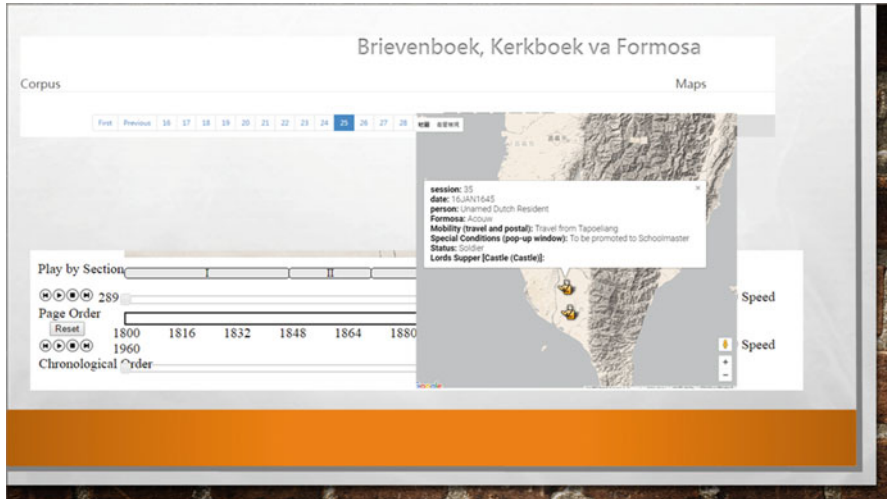 Brievenboek, Kerkboek va Formosa
Corpus
Maps
First Previous 16 17 18 19 20 21 22 23 24 25 26 27 28
地圖
session: 35
date: 16JAN1645
person: Unamed Dutch Resident
Formosa: Acouw
Mobility (travel and postal): Travel from Tapoeliang
Special Conditions (pop-up window): To be promoted to Schoolmaster
Status: Soldier
Lords Supper [Castle (Castle)]:
Play by Section
I II
289
Speed
Page Order
Reset
1800 1816 1832 1848 1864 1880
1960
Speed
Chronological Order